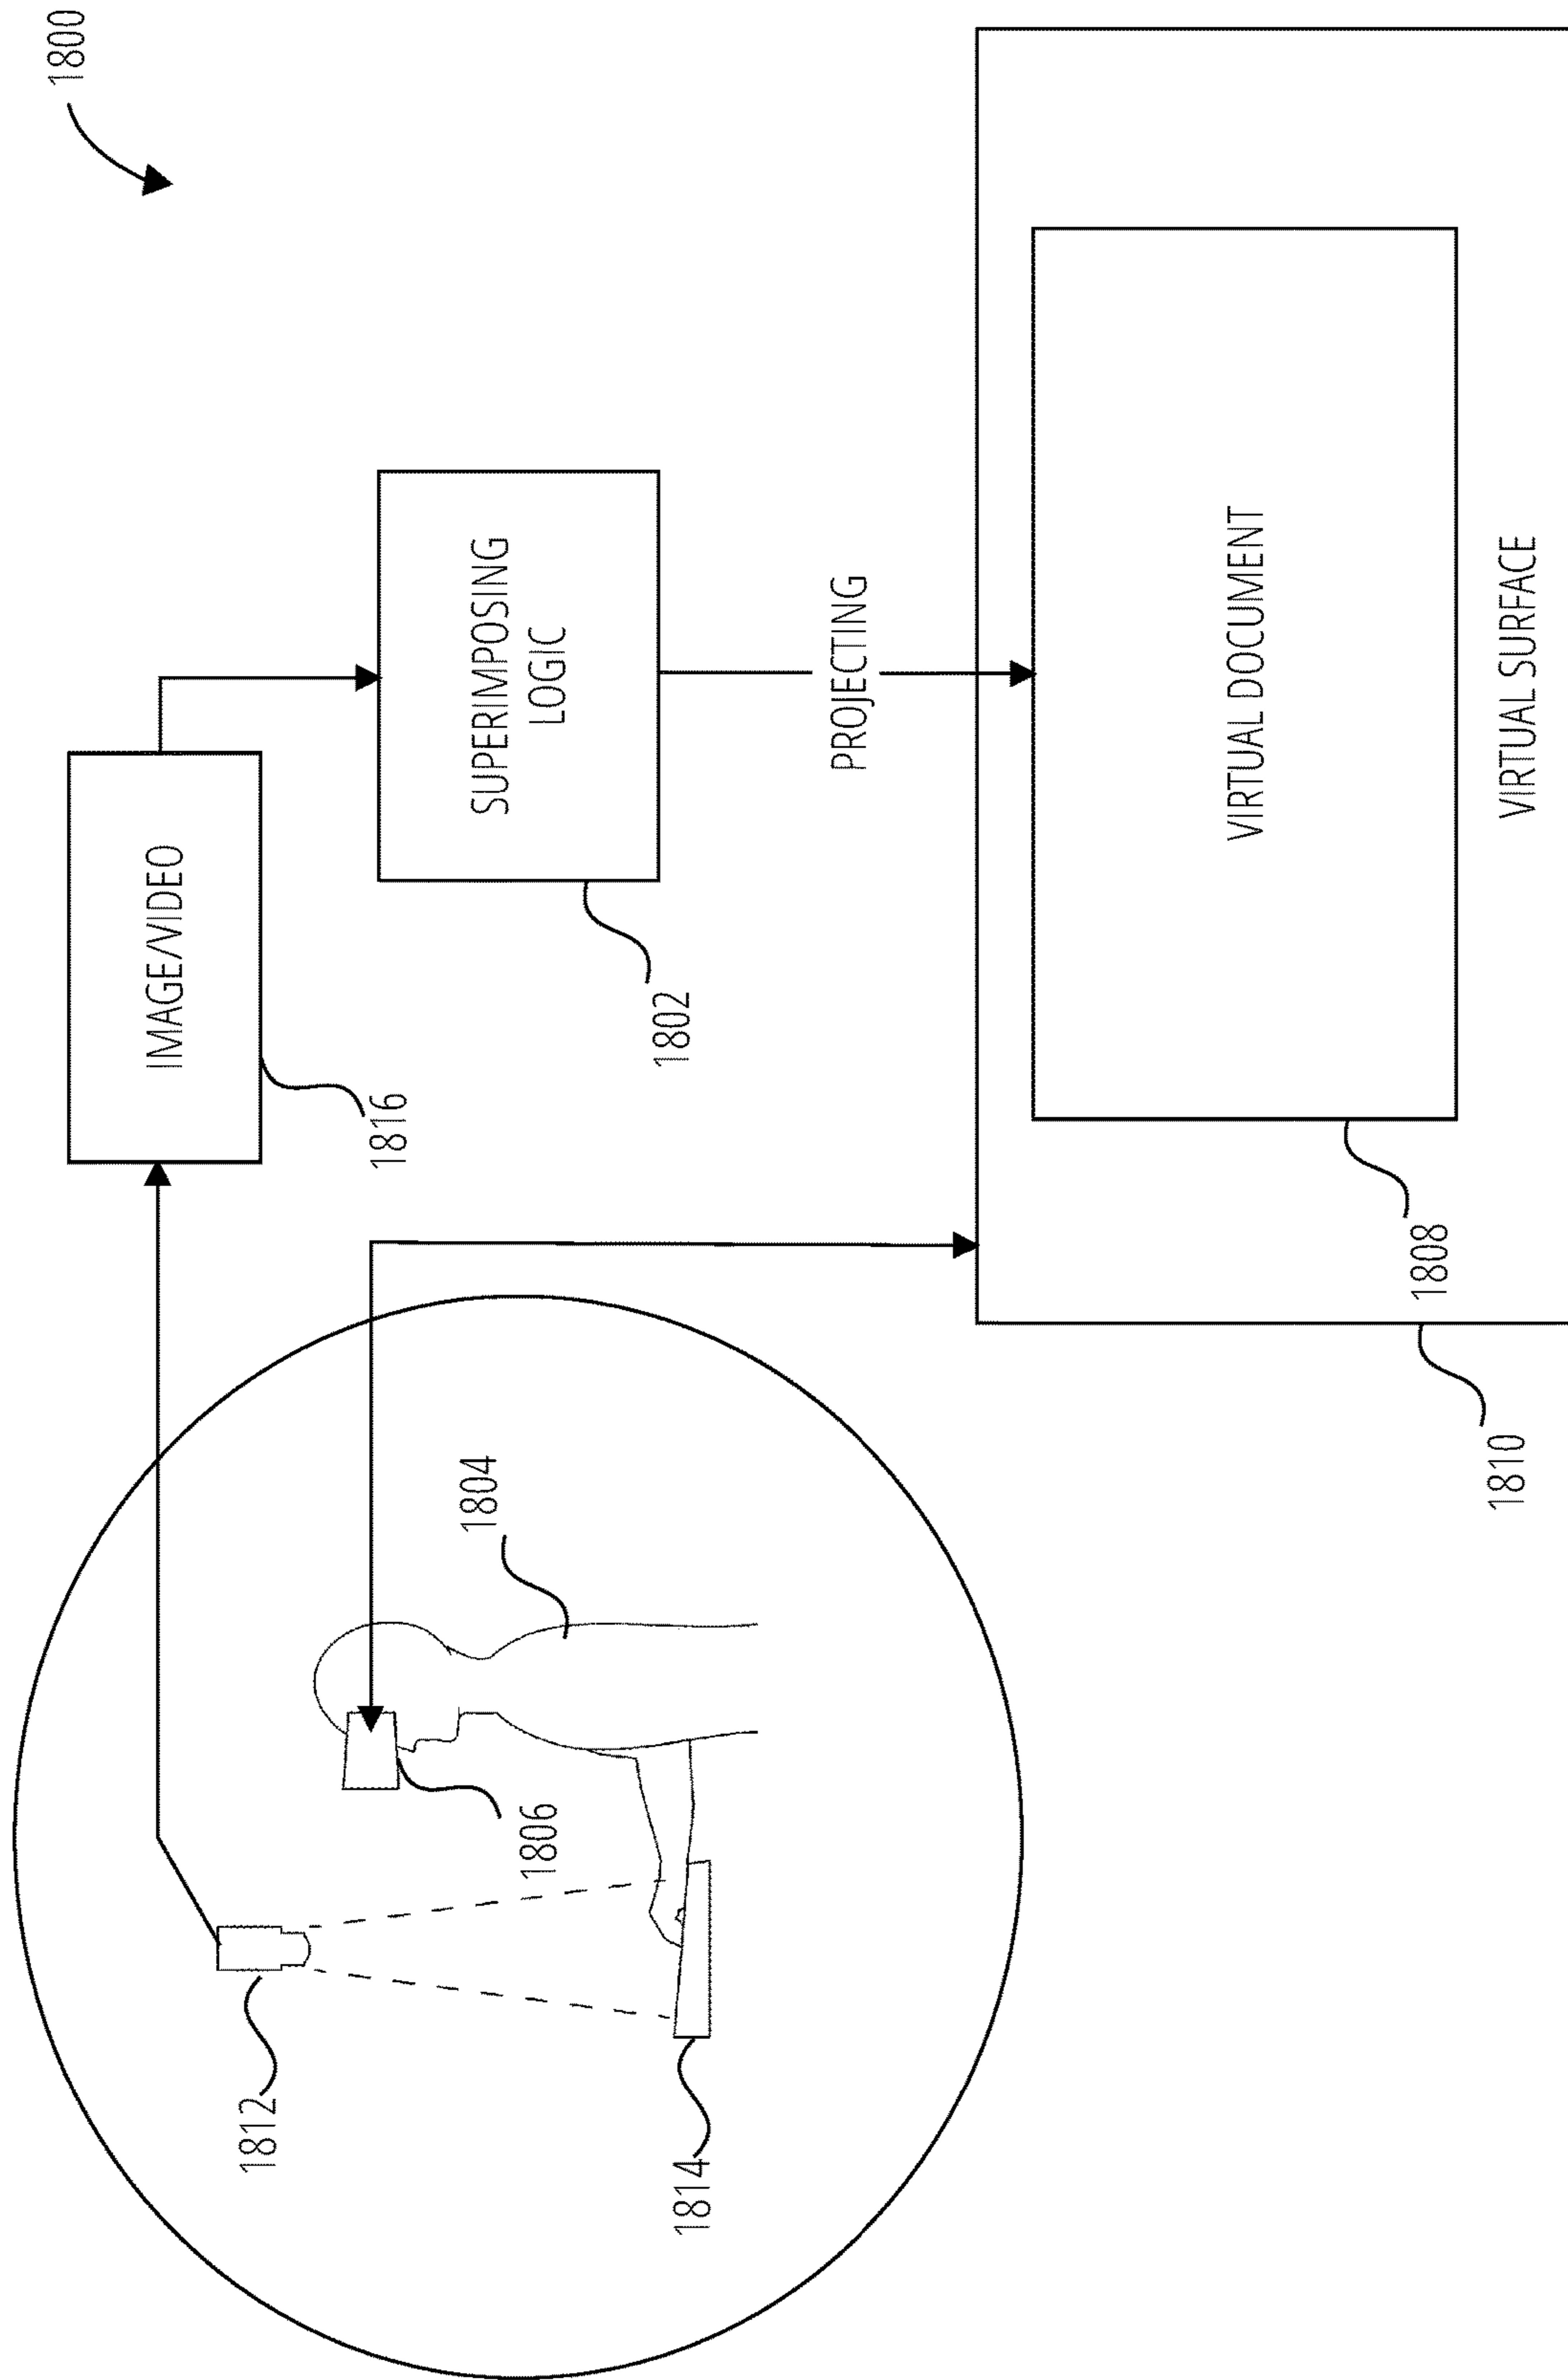 1800
IMAGE/VIDEO
1816
SUPERIMPOSING
LOGIC
1802
1812
1804
1806
1814
PROJECTING
VIRTUAL DOCUMENT
1808
VIRTUAL SURFACE
1810